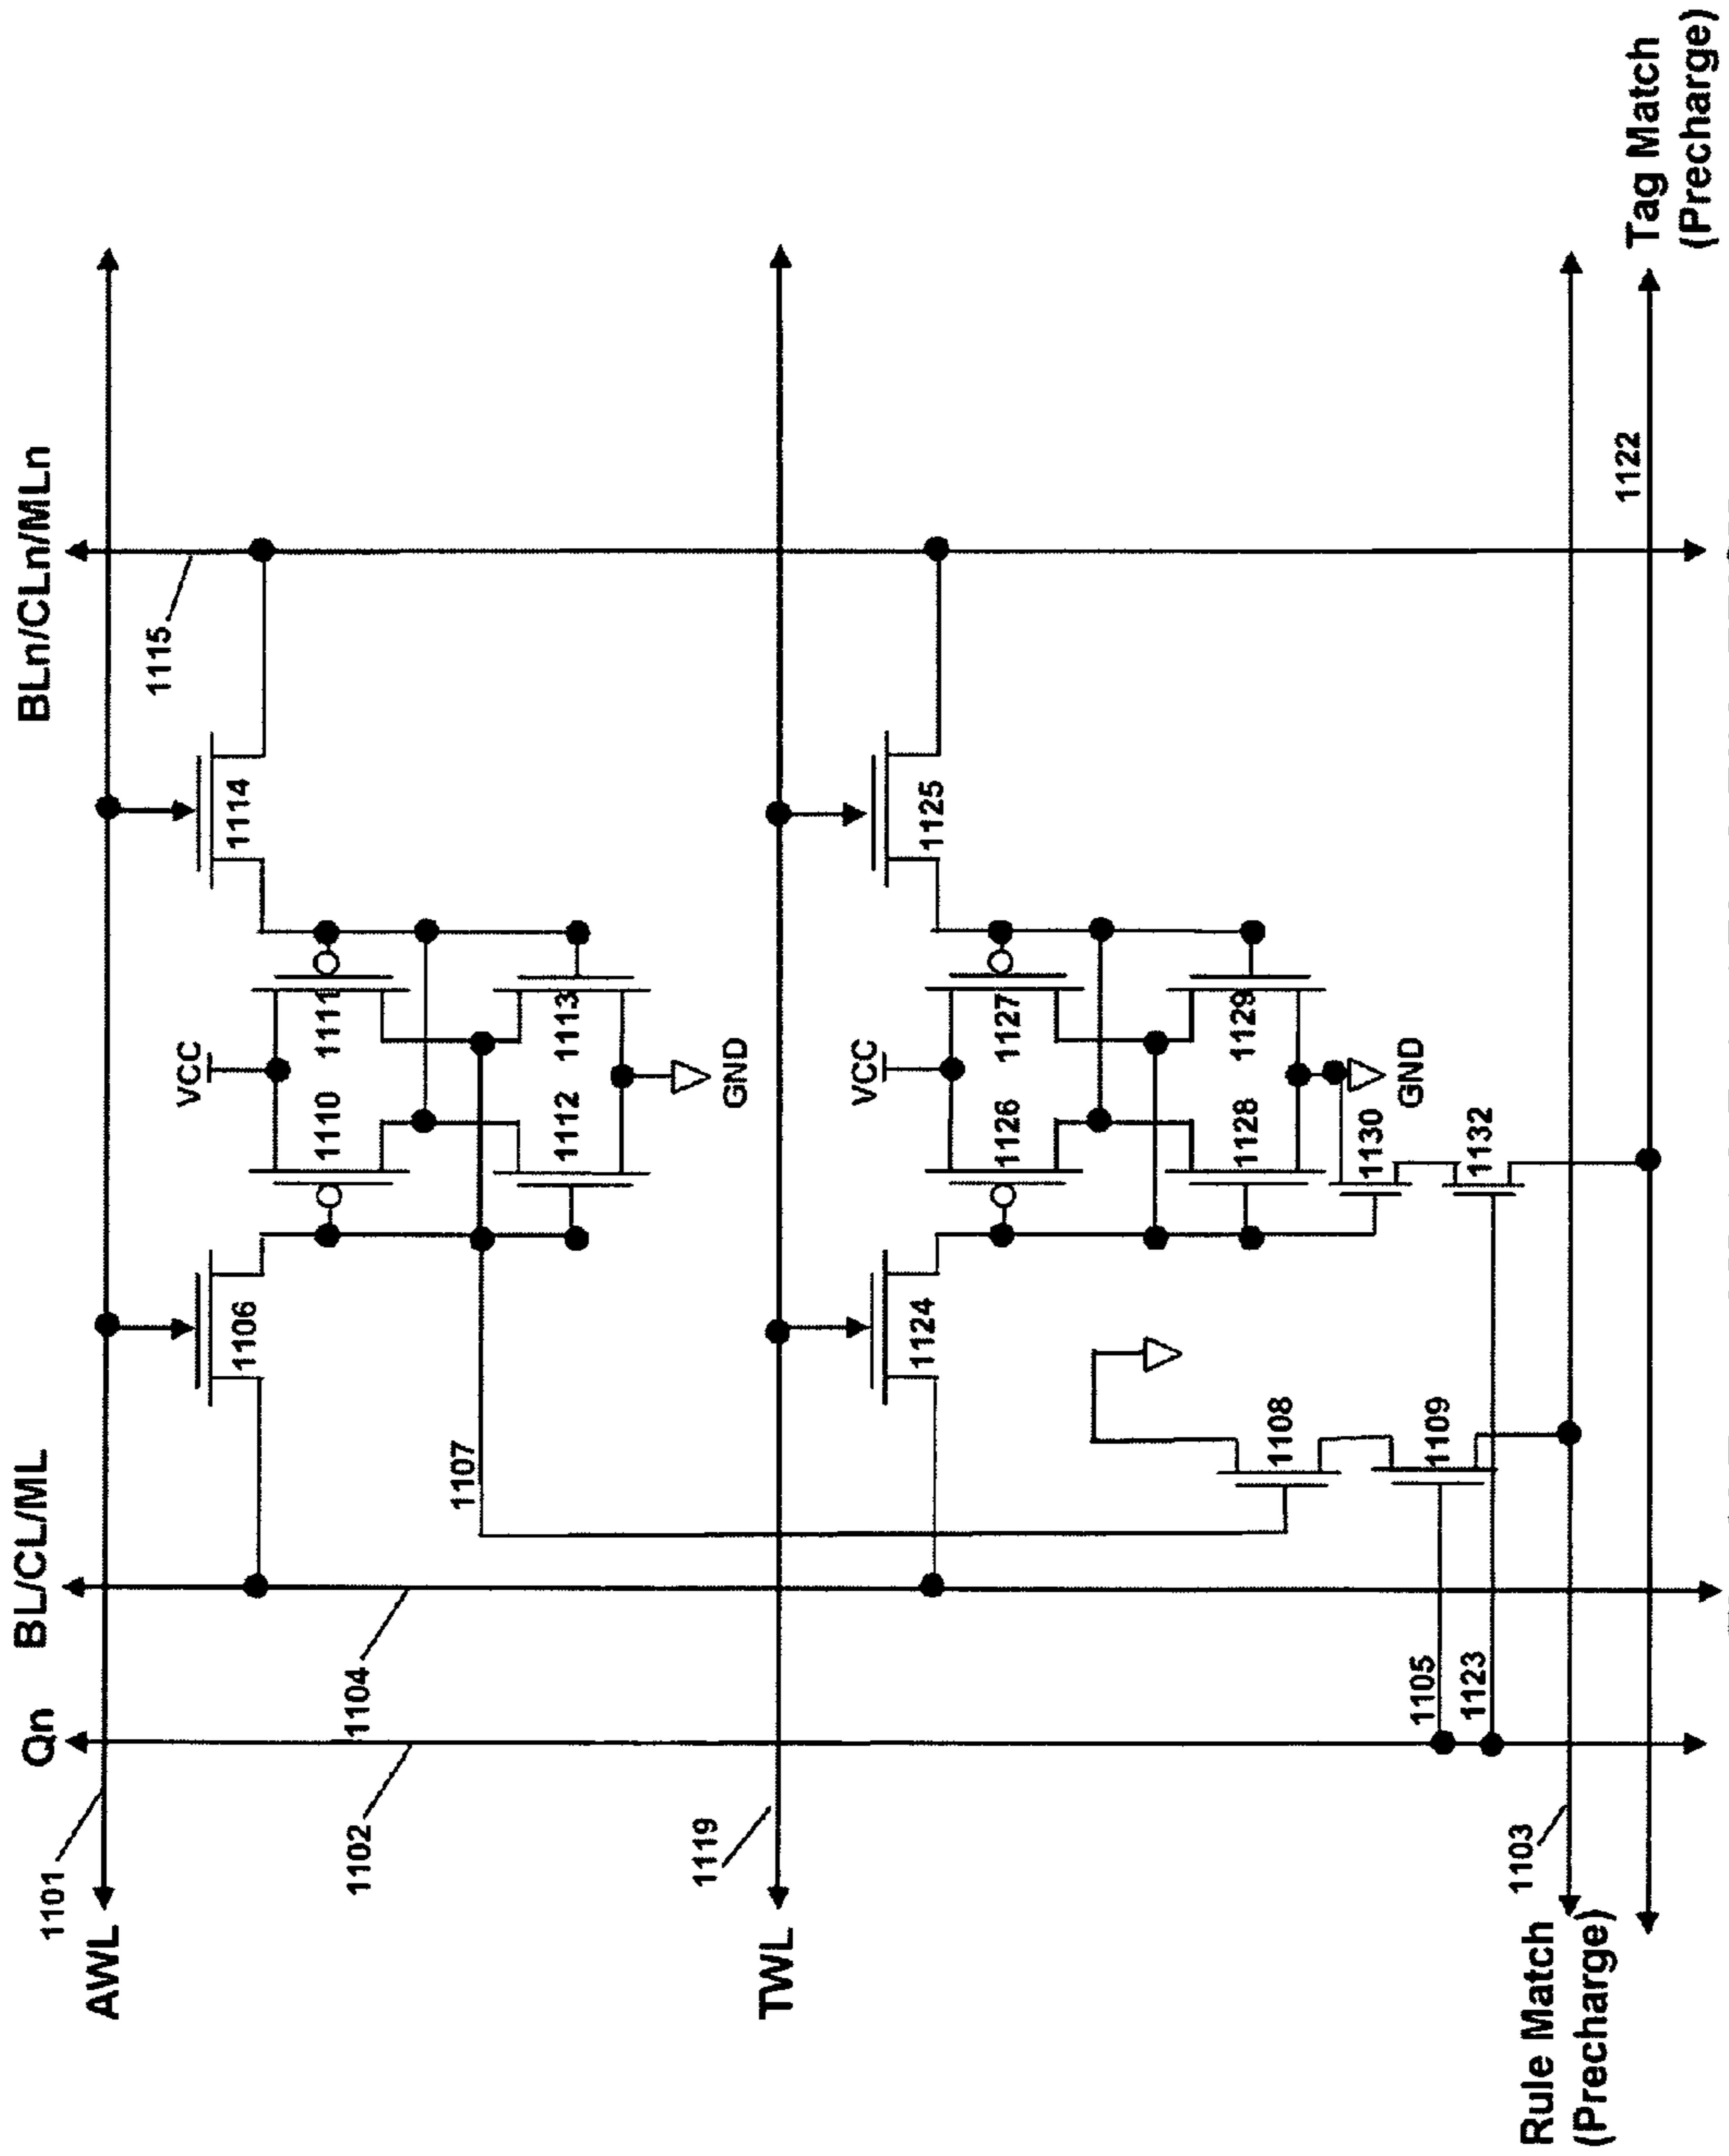 Qn
BL/CL/ML
BLn/CLn/MLn
1101
AWL
1102
1104
1106
1114
1115
VCC
1110
1111
1107
1112
1113
GND
1119
TWL
1124
1125
VCC
1126
1127
1128
1129
1130
GND
1132
1108
1109
1105
1123
1103
Rule Match
(Precharge)
1122
Tag Match
(Precharge)